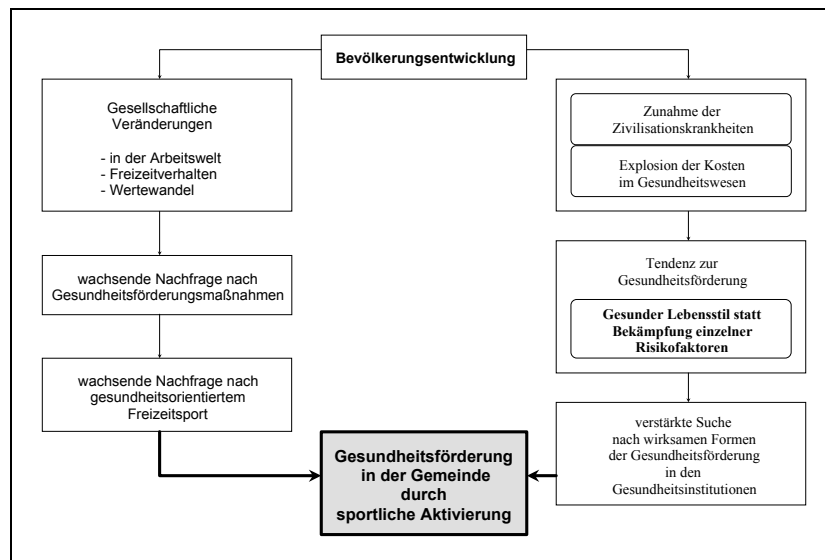 Bevölkerungsentwicklung
Gesellschaftliche
Veränderungen
- in der Arbeitswelt
- Freizeitverhalten
- Wertewandel
wachsende Nachfrage nach
Gesundheitsförderungsmaßnahmen
wachsende Nachfrage nach
gesundheitsorientiertem
Freizeitsport
Zunahme der
Zivilisationskrankheiten
Explosion der Kosten
im Gesundheitswesen
Tendenz zur
Gesundheitsförderung
Gesunder Lebensstil statt
Bekämpfung einzelner
Risikofaktoren
verstärkte Suche
nach wirksamen Formen
der Gesundheitsförderung
in den
Gesundheitsinstitutionen
Gesundheitsförderung
in der Gemeinde
durch
sportliche Aktivierung